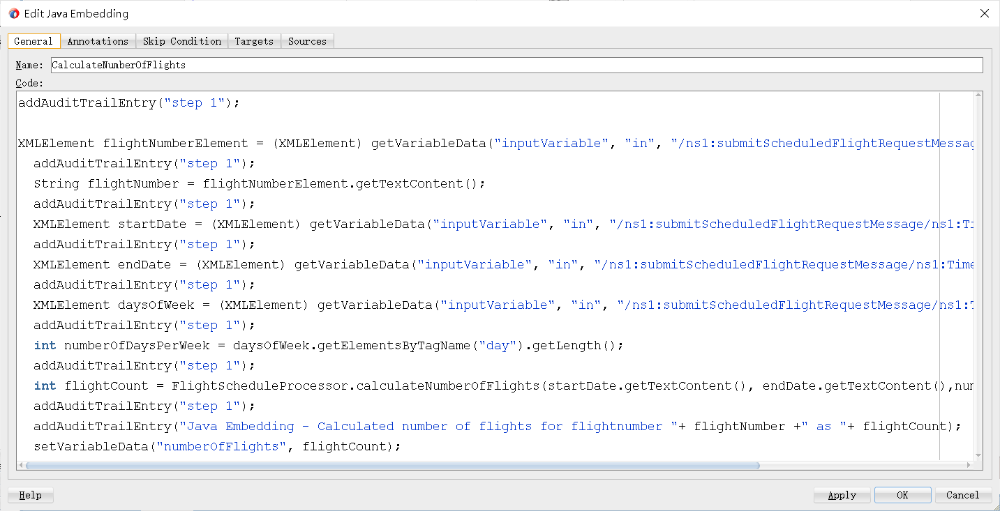 Edit Java Embedding
General Annotations Skip Condition Targets Sources
Name: CalculateNumberOfFlights
Code:
addAuditTrailEntry("step 1");
XMLElement flightNumberElement = (XMLElement) getVariableData("inputVariable", "in", "/ns1:submitScheduledFlightRequestMessag
addAuditTrailEntry("step 1");
String flightNumber = flightNumberElement.getTextContent();
addAuditTrailEntry("step 1");
XMLElement startDate = (XMLElement) getVariableData("inputVariable", "in", "/ns1:submitScheduledFlightRequestMessage/ns1:Ti
addAuditTrailEntry("step 1");
XMLElement endDate = (XMLElement) getVariableData("inputVariable", "in", "/ns1:submitScheduledFlightRequestMessage/ns1:Time
addAuditTrailEntry("step 1");
XMLElement daysOfWeek = (XMLElement) getVariableData("inputVariable", "in", "/ns1:submitScheduledFlightRequestMessage/ns1:T
addAuditTrailEntry("step 1");
int numberOfDaysPerWeek = daysOfWeek.getElementsByTagName("day").getLength();
addAuditTrailEntry("step 1");
int flightCount = FlightScheduleProcessor.calculateNumberOfFlights(startDate.getTextContent(), endDate.getTextContent(),num
addAuditTrailEntry("step 1");
addAuditTrailEntry("Java Embedding - Calculated number of flights for flightnumber "+ flightNumber +" as "+ flightCount);
setVariableData("numberOfFlights", flightCount);
Help Apply OK Cancel